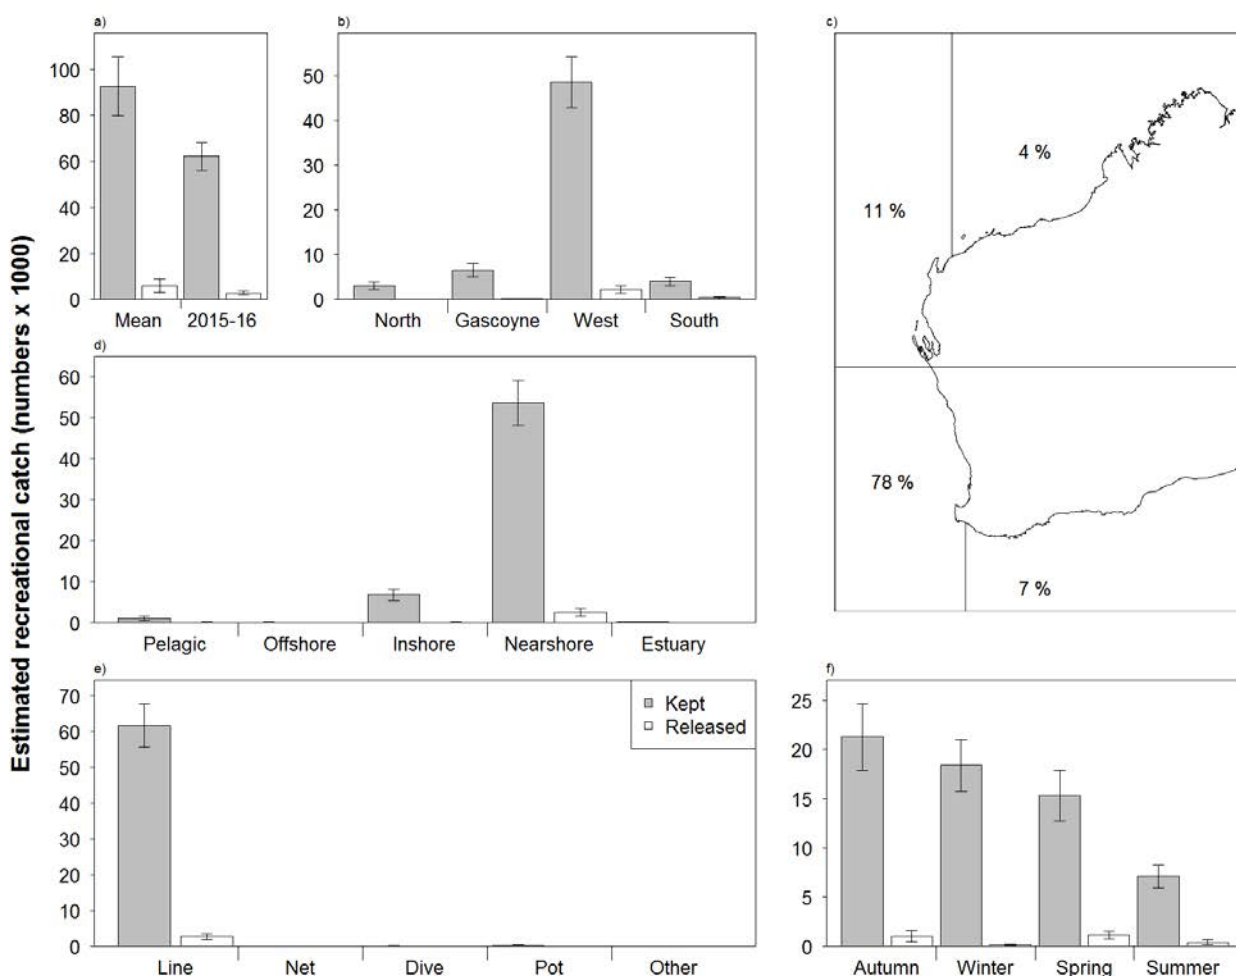 a)
100
80
60
40
20
0
Mean 2015-16
b)
50
40
30
20
10
0
North Gascoyne West South
c)
4 %
11 %
78 %
7 %
Estimated recreational catch (numbers x 1000)
d)
60
50
40
30
20
10
0
Pelagic Offshore Inshore Nearshore Estuary
e)
70
60
50
40
30
20
10
0
Kept
Released
Line Net Dive Pot Other
f)
25
20
15
10
5
0
Autumn Winter Spring Summer